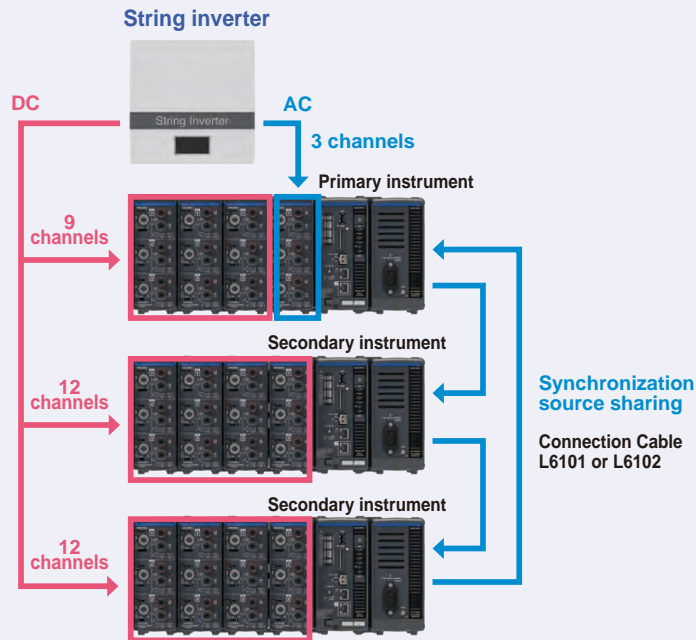 String inverter
DC
AC
String Inverter
3 channels
Primary instrument
9
channels
Secondary instrument
12
channels
Synchronization
source sharing
Connection Cable
L6101 or L6102
Secondary instrument
12
channels